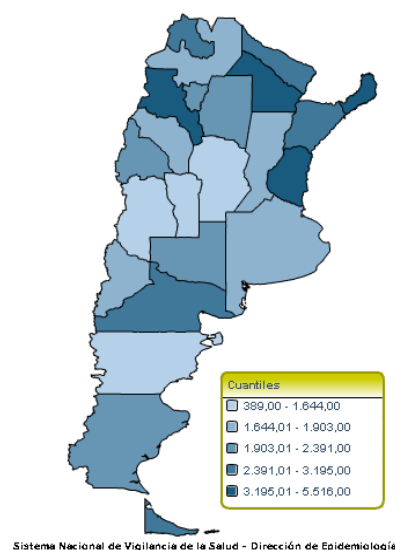 Cuantiles
389,00 - 1.644,00
1.644,01 - 1.903,00
1.903,01 - 2.391,00
2.391,01 - 3.195,00
3.195,01 - 5.516,00
Sistema Nacional de Vigilancia de la Salud - Dirección de Epidemiología